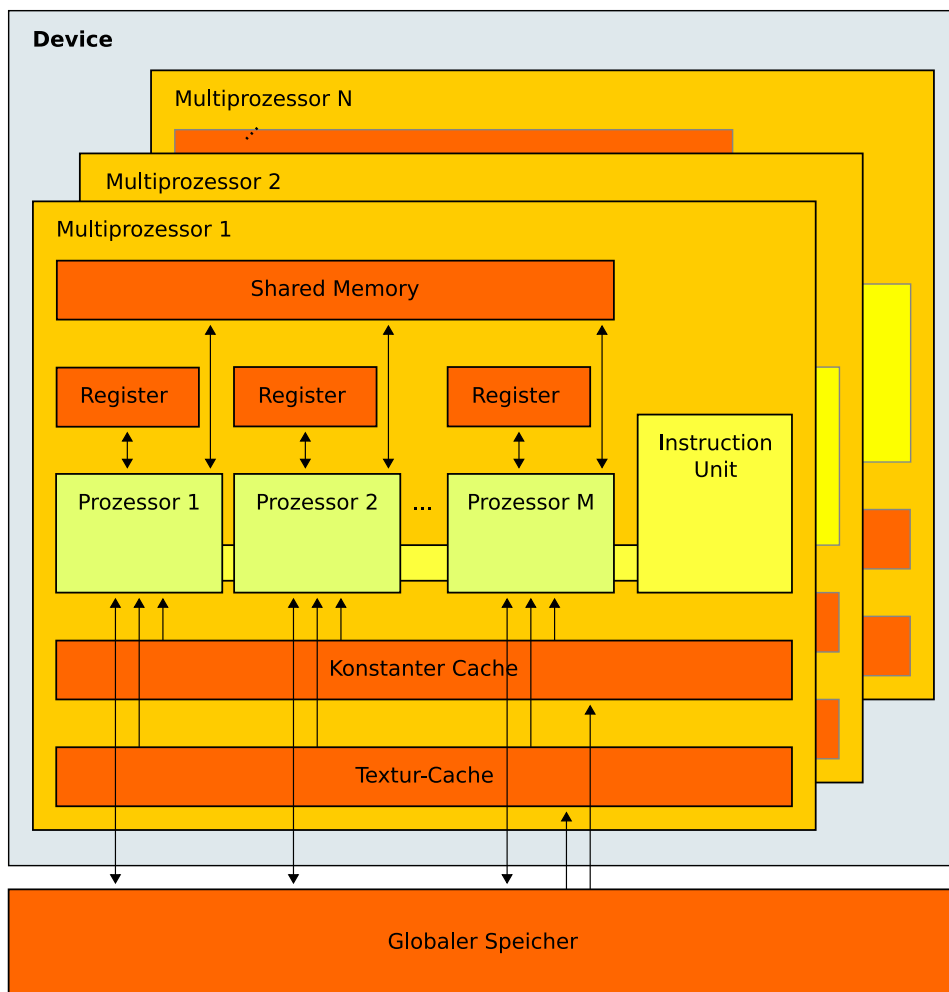 Device
Multiprozessor N
...
Multiprozessor 2
Multiprozessor 1
Shared Memory
Register Register Register
Instruction
Unit
Prozessor 1 Prozessor 2 ... Prozessor M
Konstanter Cache
Textur-Cache
Globaler Speicher